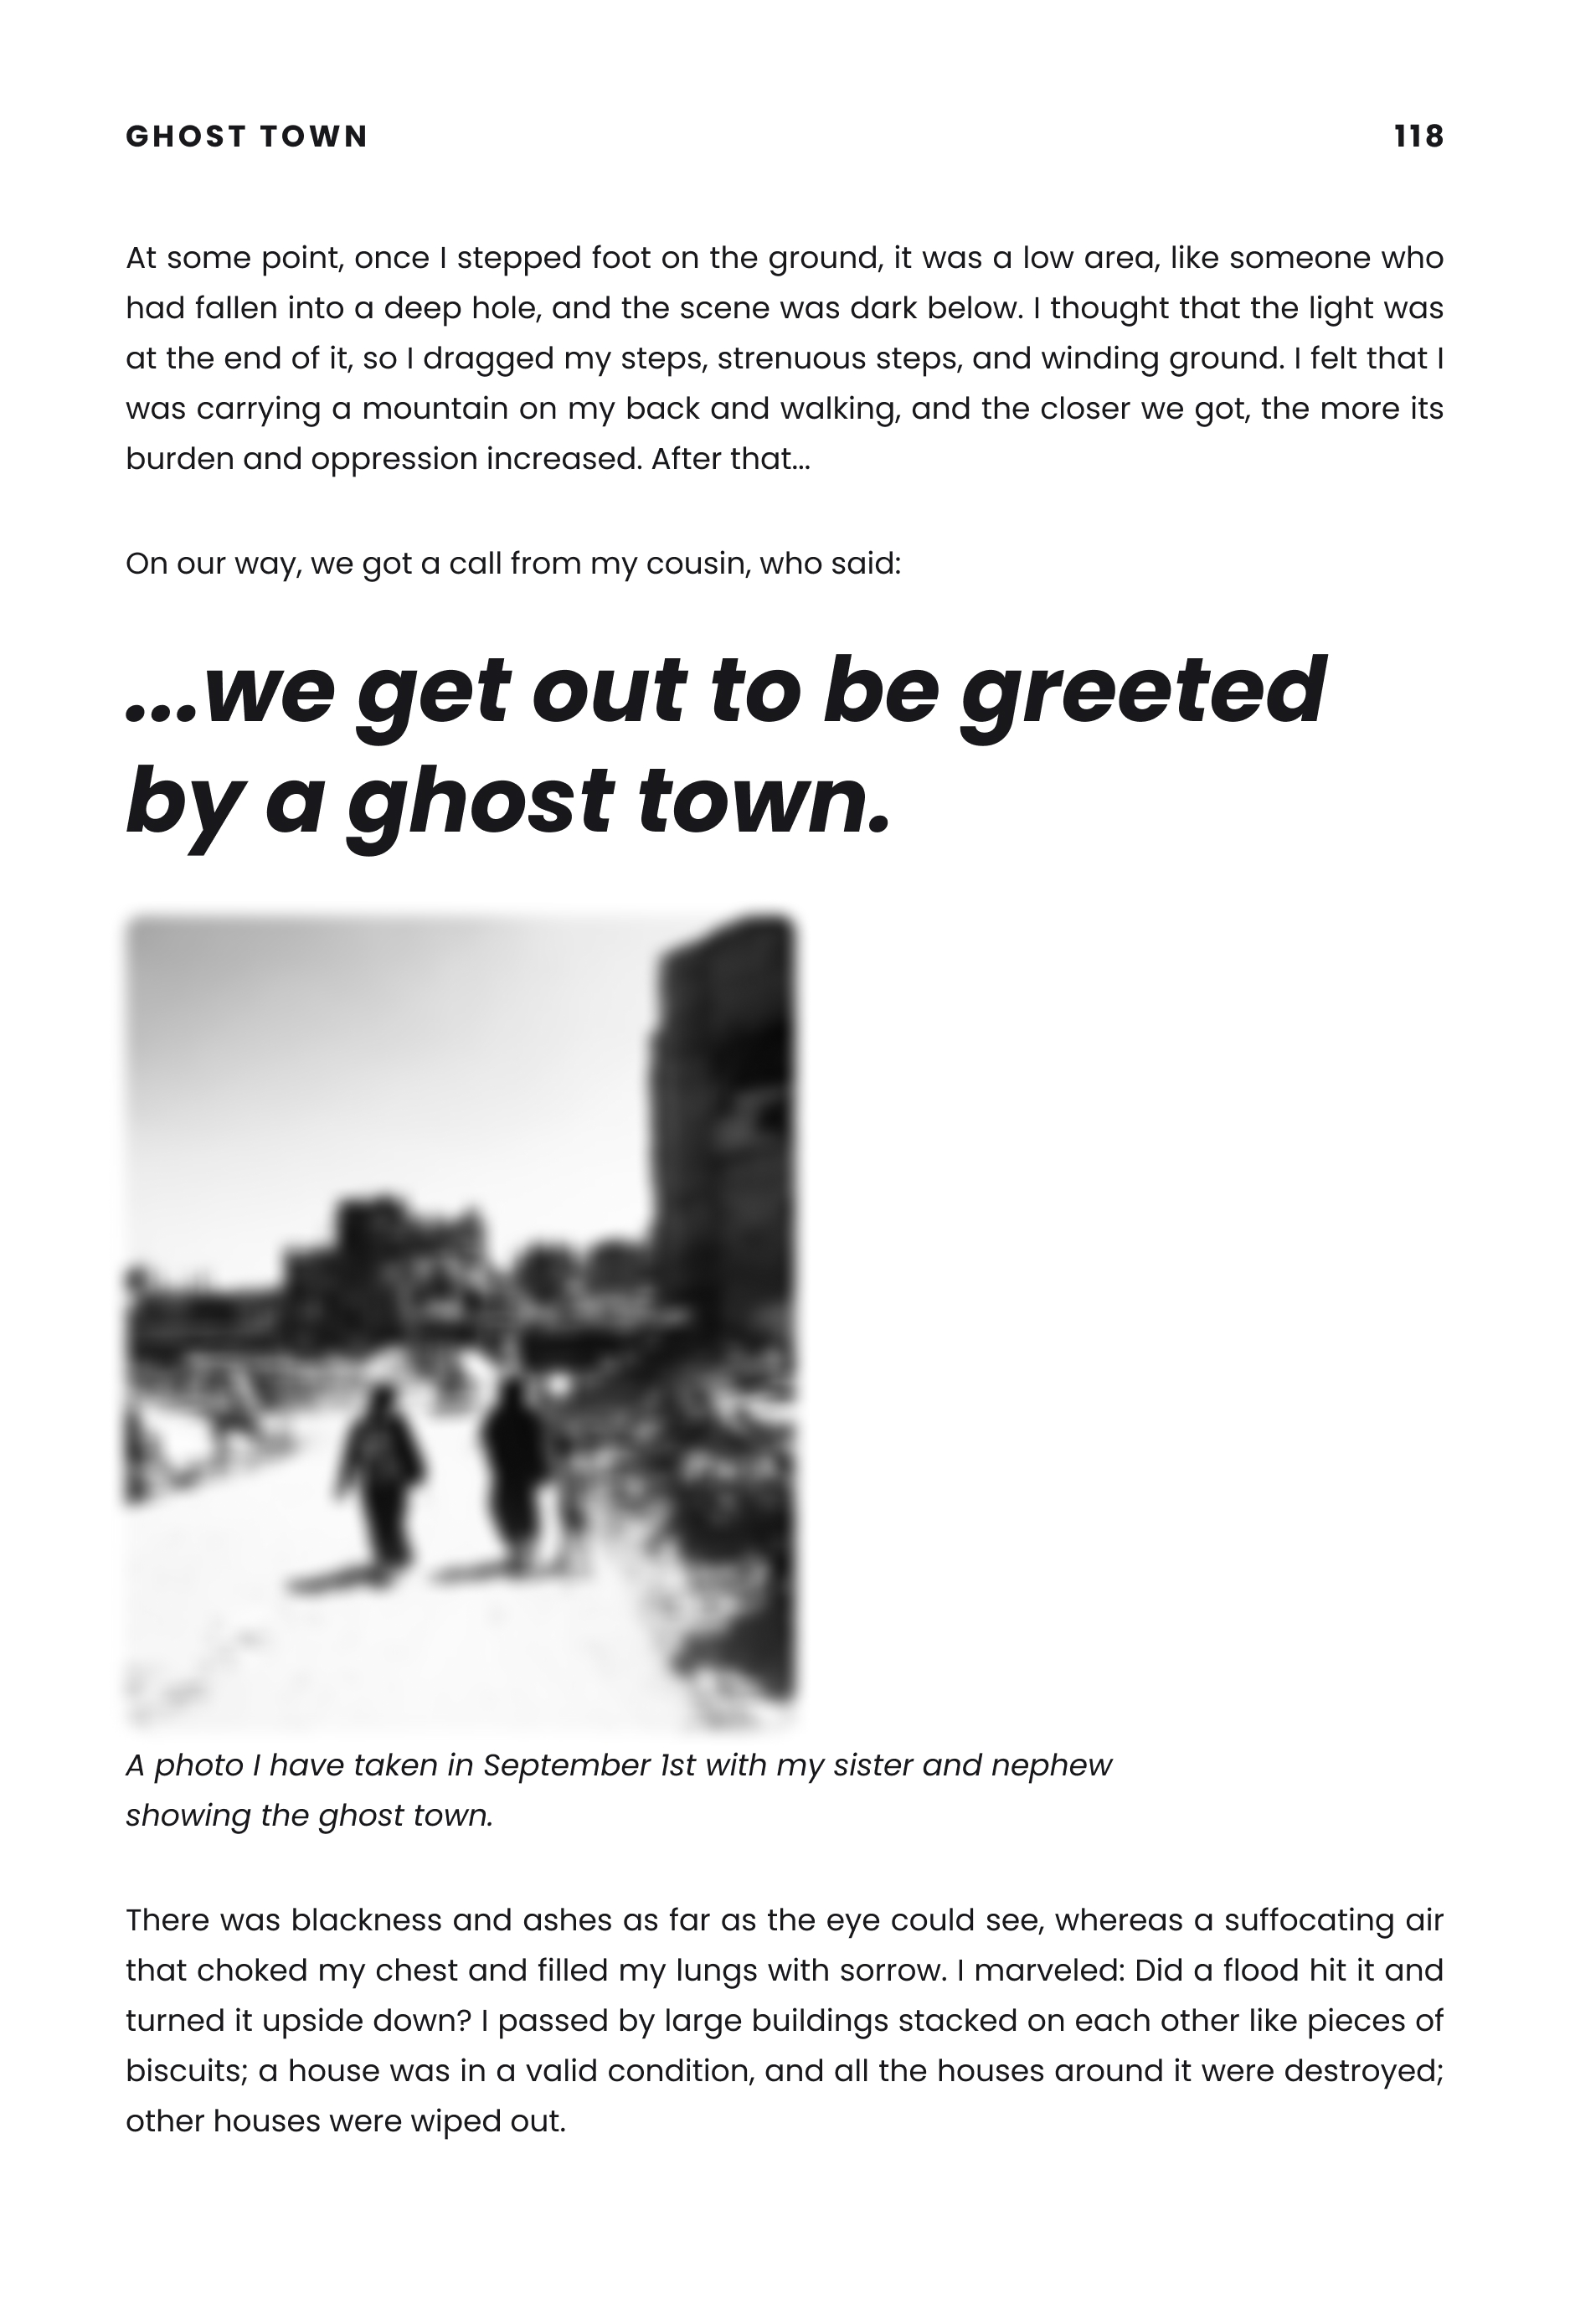 GHOST TOWN 118
At some point, once I stepped foot on the ground, it was a low area, like someone who
had fallen into a deep hole, and the scene was dark below. I thought that the light was
at the end of it, so I dragged my steps, strenuous steps, and winding ground. I felt that I
was carrying a mountain on my back and walking, and the closer we got, the more its
burden and oppression increased. After that...
On our way, we got a call from my cousin, who said:
...we get out to be greeted
by a ghost town.
A photo I have taken in September 1st with my sister and nephew
showing the ghost town.
There was blackness and ashes as far as the eye could see, whereas a suffocating air
that choked my chest and filled my lungs with sorrow. I marveled: Did a flood hit it and
turned it upside down? I passed by large buildings stacked on each other like pieces of
biscuits; a house was in a valid condition, and all the houses around it were destroyed;
other houses were wiped out.